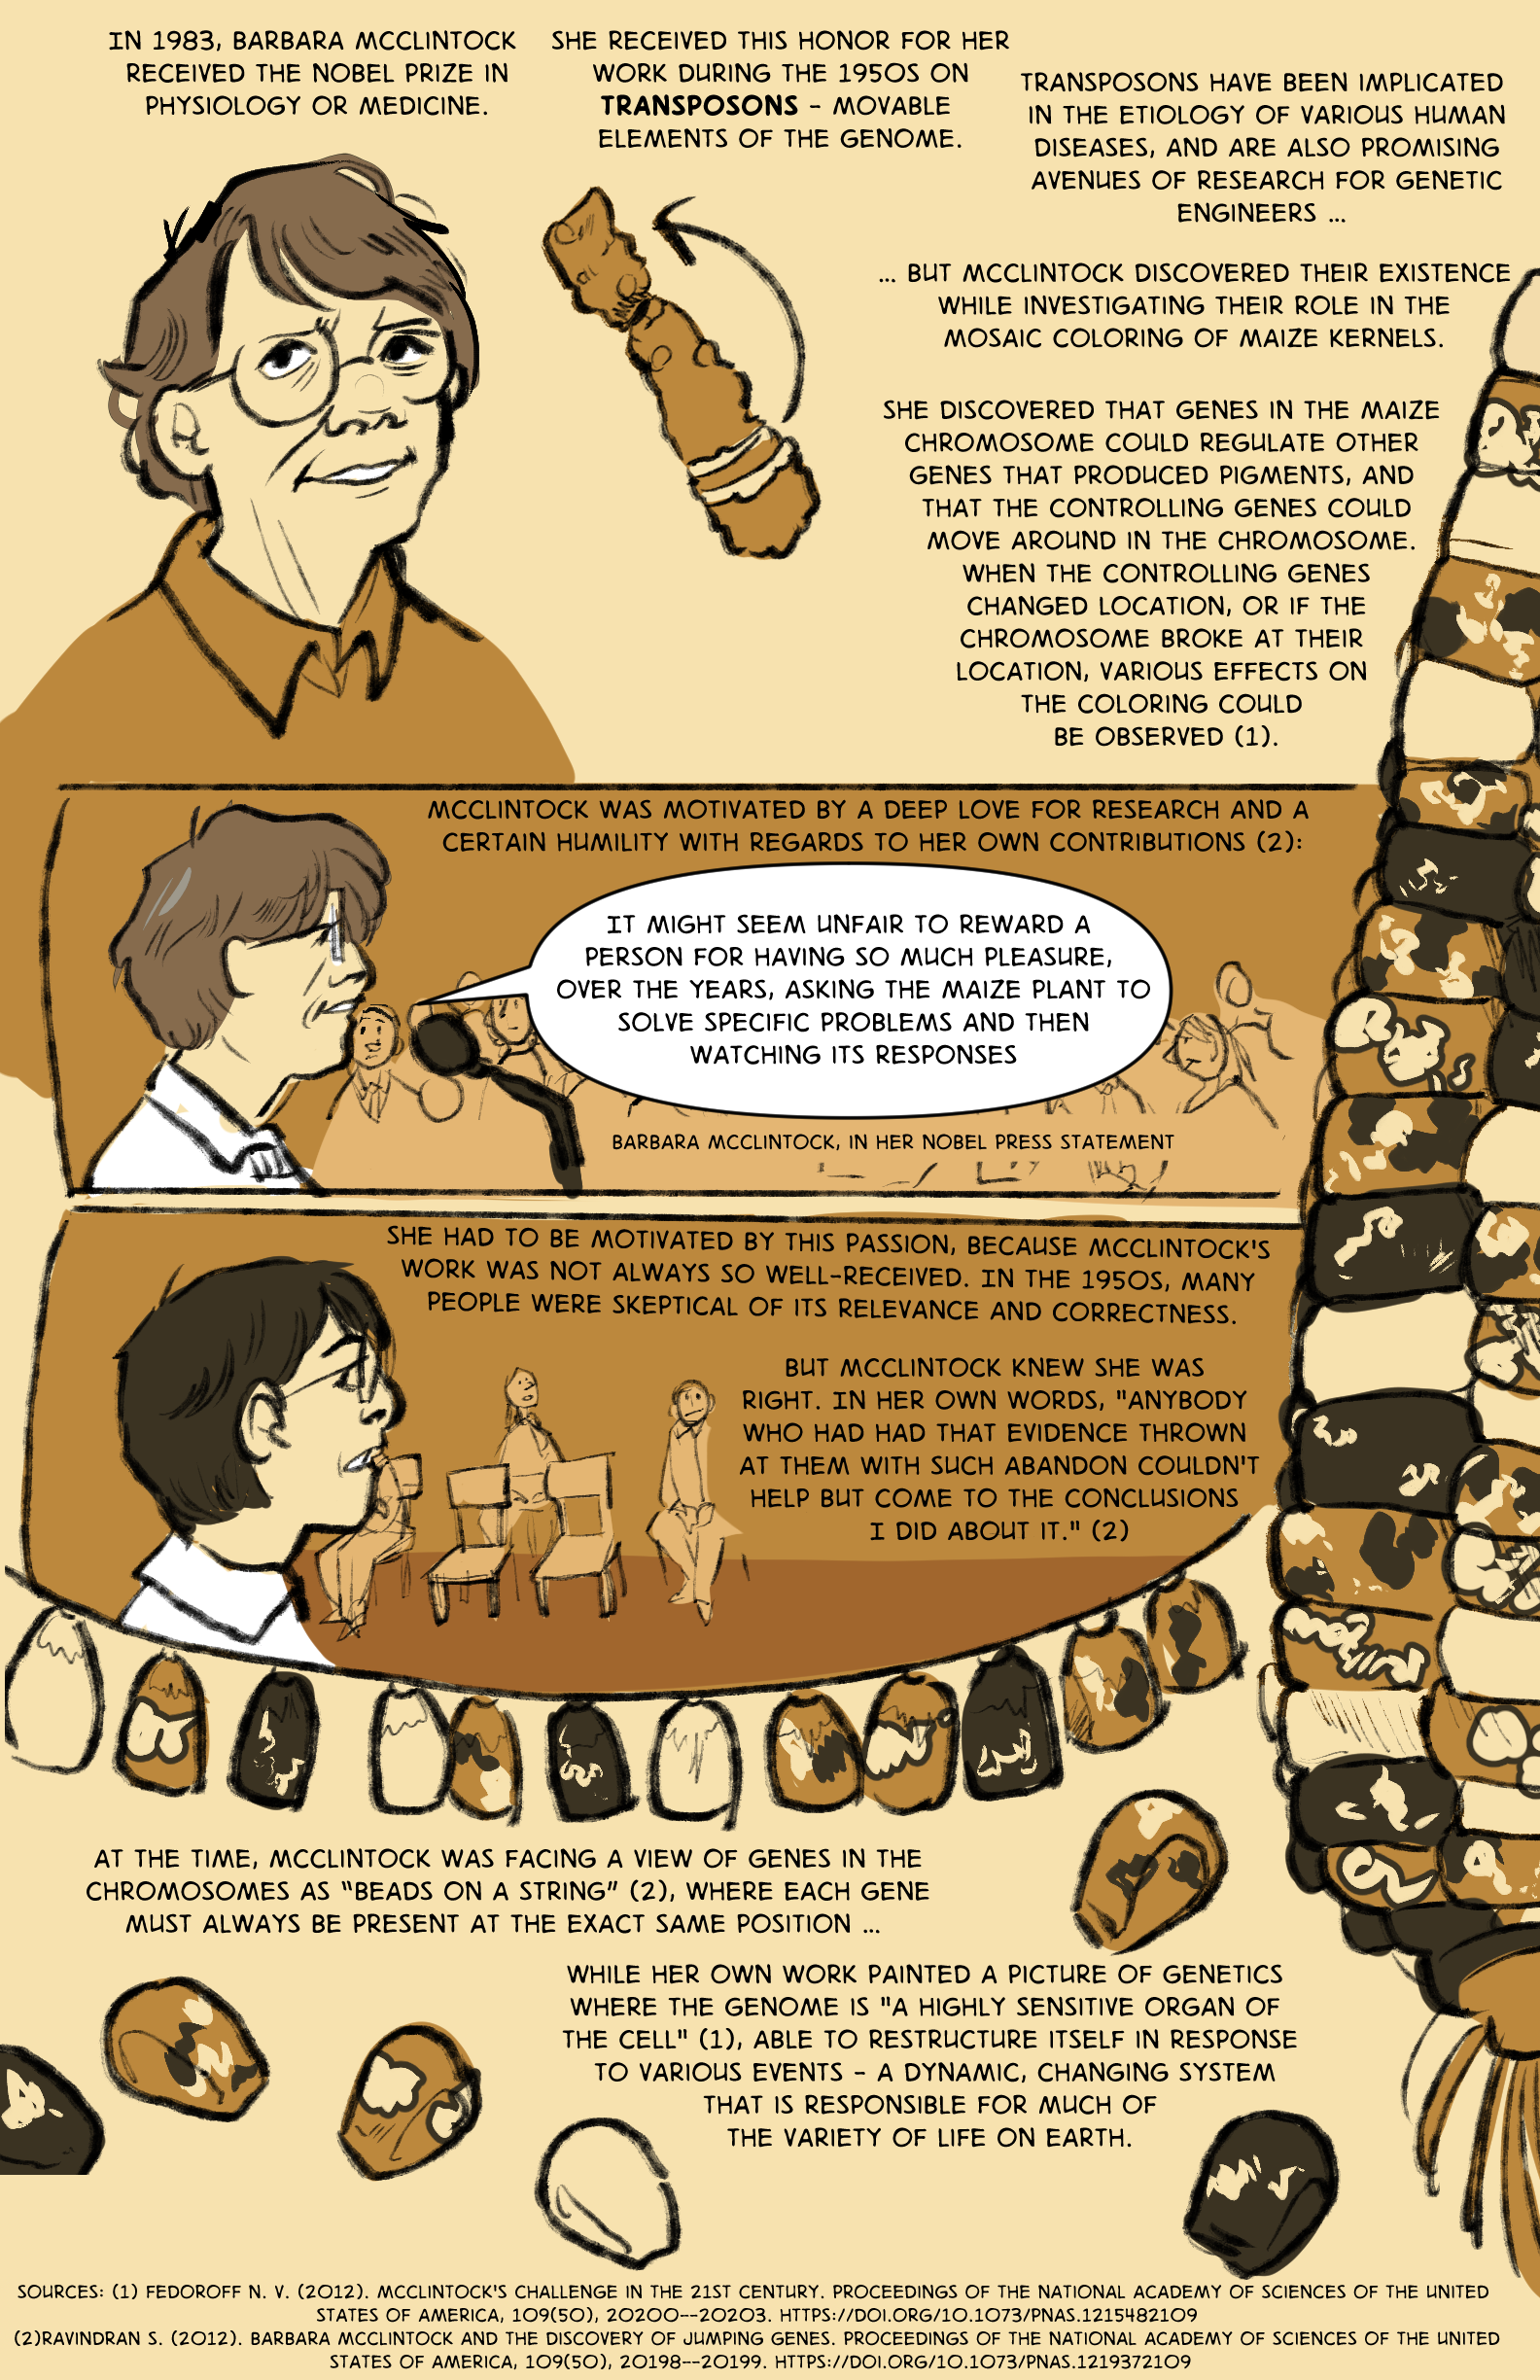 IN 1983, BARBARA MCCLINTOCK
RECEIVED THE NOBEL PRIZE IN
PHYSIOLOGY OR MEDICINE.
SHE RECEIVED THIS HONOR FOR HER
WORK DURING THE 1950S ON
TRANSPOSONS - MOVABLE
ELEMENTS OF THE GENOME.
TRANSPOSONS HAVE BEEN IMPLICATED
IN THE ETIOLOGY OF VARIOUS HUMAN
DISEASES, AND ARE ALSO PROMISING
AVENUES OF RESEARCH FOR GENETIC
ENGINEERS ...
... BUT MCCLINTOCK DISCOVERED THEIR EXISTENCE
WHILE INVESTIGATING THEIR ROLE IN THE
MOSAIC COLORING OF MAIZE KERNELS.
SHE DISCOVERED THAT GENES IN THE MAIZE
CHROMOSOME COULD REGULATE OTHER
GENES THAT PRODUCED PIGMENTS, AND
THAT THE CONTROLLING GENES COULD
MOVE AROUND IN THE CHROMOSOME.
WHEN THE CONTROLLING GENES
CHANGED LOCATION, OR IF THE
CHROMOSOME BROKE AT THEIR
LOCATION, VARIOUS EFFECTS ON
THE COLORING COULD
BE OBSERVED (1).
MCCLINTOCK WAS MOTIVATED BY A DEEP LOVE FOR RESEARCH AND A
CERTAIN HUMILITY WITH REGARDS TO HER OWN CONTRIBUTIONS (2):
IT MIGHT SEEM UNFAIR TO REWARD A
PERSON FOR HAVING SO MUCH PLEASURE,
OVER THE YEARS, ASKING THE MAIZE PLANT TO
SOLVE SPECIFIC PROBLEMS AND THEN
WATCHING ITS RESPONSES
BARBARA MCCLINTOCK, IN HER NOBEL PRESS STATEMENT
SHE HAD TO BE MOTIVATED BY THIS PASSION, BECAUSE MCCLINTOCK'S
WORK WAS NOT ALWAYS SO WELL-RECEIVED. IN THE 1950S, MANY
PEOPLE WERE SKEPTICAL OF ITS RELEVANCE AND CORRECTNESS.
BUT MCCLINTOCK KNEW SHE WAS
RIGHT. IN HER OWN WORDS, "ANYBODY
WHO HAD HAD THAT EVIDENCE THROWN
AT THEM WITH SUCH ABANDON COULDN'T
HELP BUT COME TO THE CONCLUSIONS
I DID ABOUT IT." (2)
AT THE TIME, MCCLINTOCK WAS FACING A VIEW OF GENES IN THE
CHROMOSOMES AS “BEADS ON A STRING” (2), WHERE EACH GENE
MUST ALWAYS BE PRESENT AT THE EXACT SAME POSITION ...
WHILE HER OWN WORK PAINTED A PICTURE OF GENETICS
WHERE THE GENOME IS "A HIGHLY SENSITIVE ORGAN OF
THE CELL" (1), ABLE TO RESTRUCTURE ITSELF IN RESPONSE
TO VARIOUS EVENTS - A DYNAMIC, CHANGING SYSTEM
THAT IS RESPONSIBLE FOR MUCH OF
THE VARIETY OF LIFE ON EARTH.
SOURCES: (1) FEDOROFF N. V. (2012). MCCLINTOCK'S CHALLENGE IN THE 21ST CENTURY. PROCEEDINGS OF THE NATIONAL ACADEMY OF SCIENCES OF THE UNITED
STATES OF AMERICA, 109(50), 20200--20203. HTTPS://DOI.ORG/10.1073/PNAS.1215482109
(2)RAVINDRAN S. (2012). BARBARA MCCLINTOCK AND THE DISCOVERY OF JUMPING GENES. PROCEEDINGS OF THE NATIONAL ACADEMY OF SCIENCES OF THE UNITED
STATES OF AMERICA, 109(50), 20198--20199. HTTPS://DOI.ORG/10.1073/PNAS.1219372109